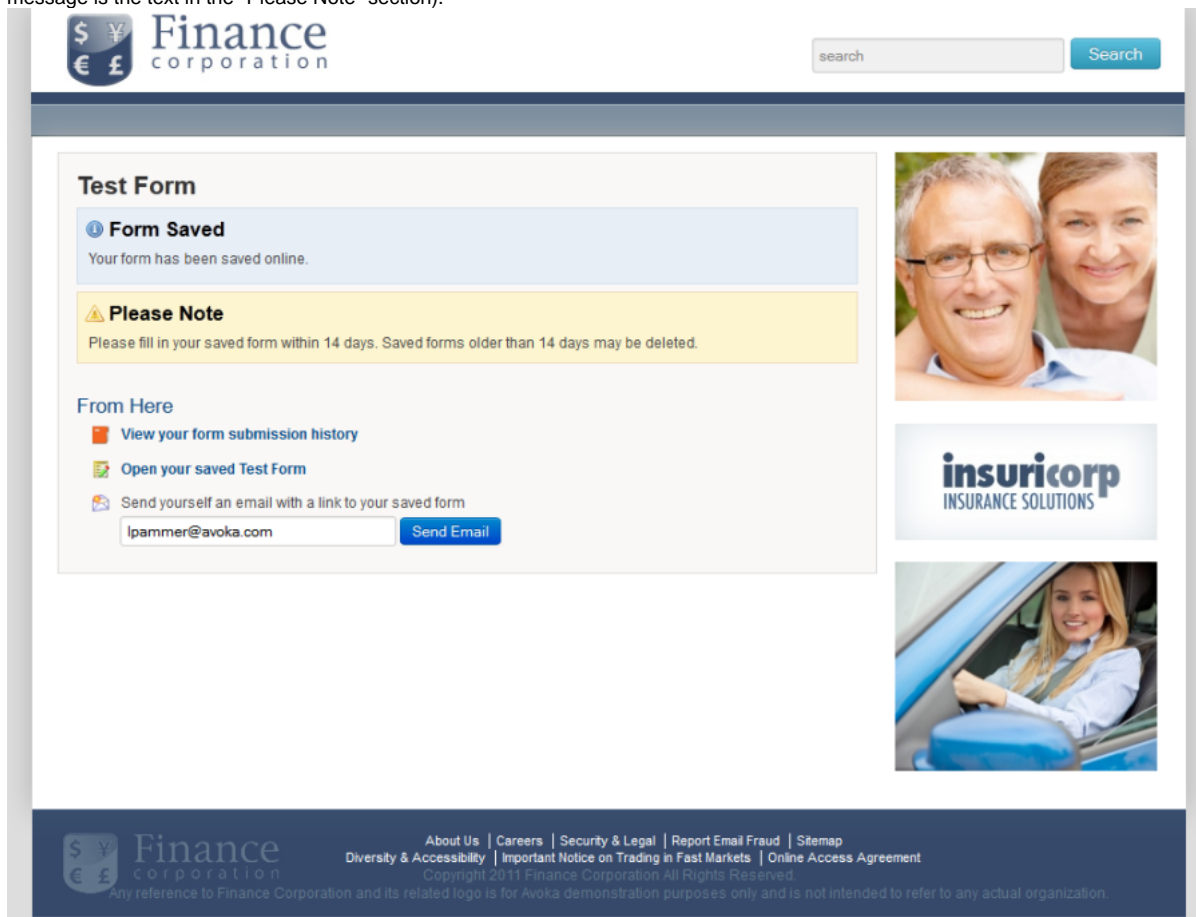 message is the text in the "Please Note" section).
$ ¥
€ £
Finance
corporation
search
Search
Test Form
Form Saved
Your form has been saved online.
Please Note
Please fill in your saved form within 14 days. Saved forms older than 14 days may be deleted.
From Here
View your form submission history
Open your saved Test Form
Send yourself an email with a link to your saved form
lpammer@avoka.com
Send Email
insuricorp
INSURANCE SOLUTIONS
$ ¥
€ £
Finance
corporation
About Us | Careers | Security & Legal | Report Email Fraud | Sitemap
Diversity & Accessibility | Important Notice on Trading in Fast Markets | Online Access Agreement
Copyright 2011 Finance Corporation All Rights Reserved.
Any reference to Finance Corporation and its related logo is for Avoka demonstration purposes only and is not intended to refer to any actual organization.